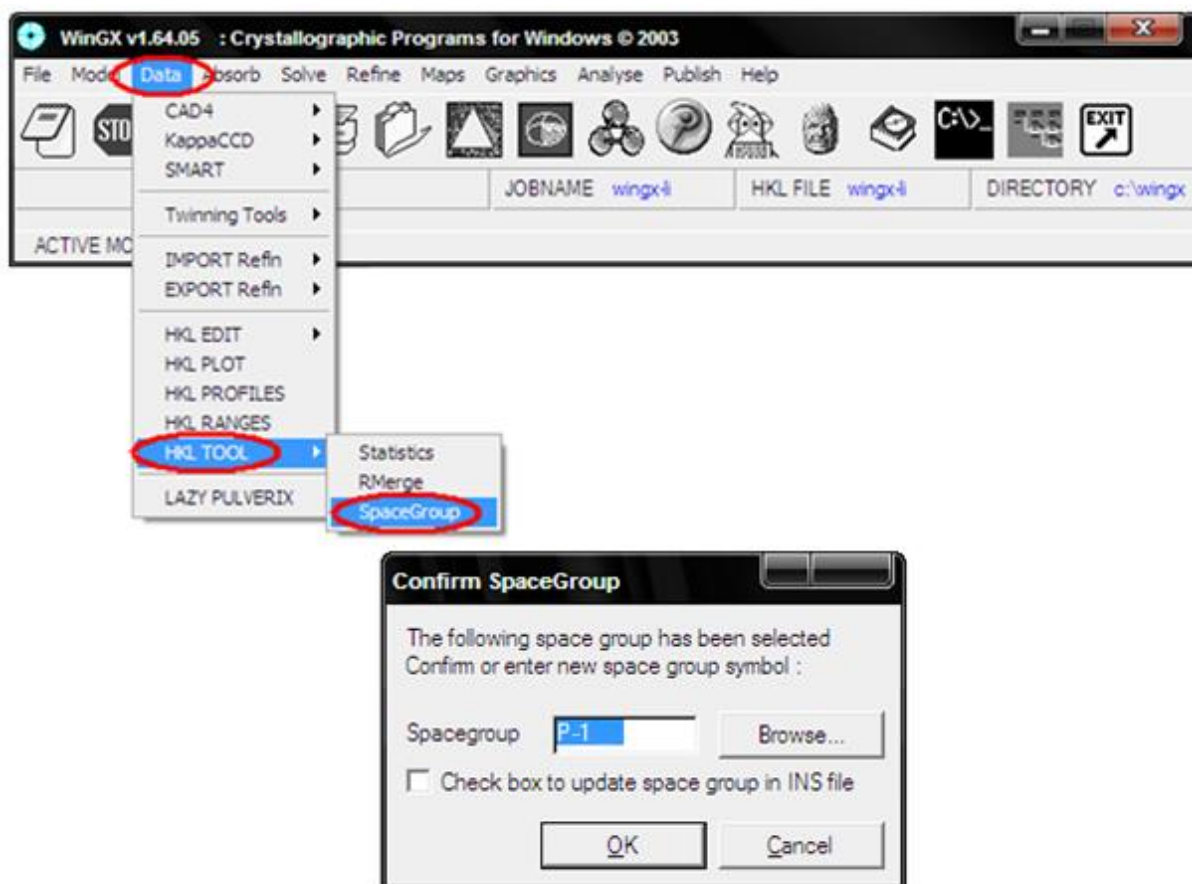 WinGX v1.64.05 : Crystallographic Programs for Windows © 2003
File Model Data Absorb Solve Refine Maps Graphics Analyse Publish Help
STO
C:\>_
EXIT
JOBNAME wingx-li HKL FILE wingx-li DIRECTORY c:\wingx
ACTIVE MO
CAD4
KappaCCD
SMART
Twinning Tools
IMPORT Refln
EXPORT Refln
HKL EDIT
HKL PLOT
HKL PROFILES
HKL RANGES
HKL TOOL
LAZY PULVERIX
Statistics
RMerge
SpaceGroup
Confirm SpaceGroup
The following space group has been selected
Confirm or enter new space group symbol :
Spacegroup P-1 Browse...
Check box to update space group in INS file
OK Cancel